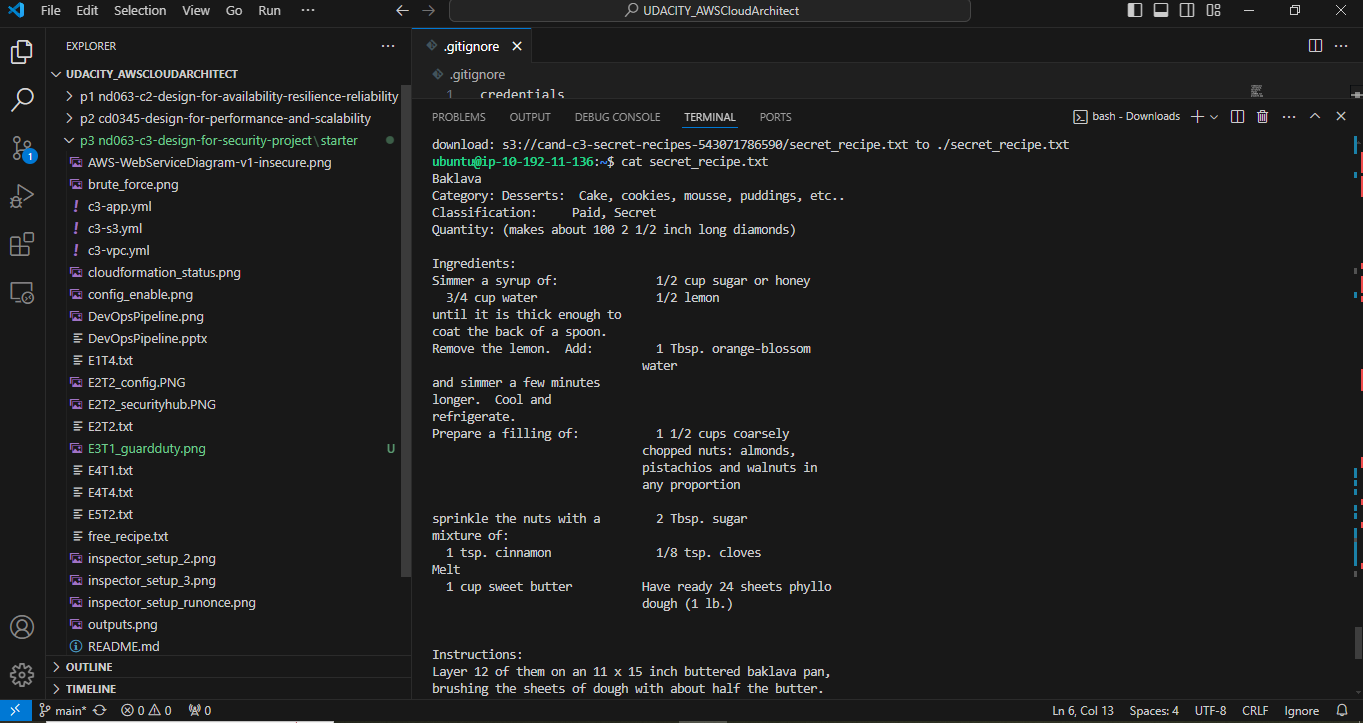 File Edit Selection View Go Run ··· UDACITY_AWSCloudArchitect
EXPLORER ···
UDACITY_AWSCLOUDARCHITECT
p1 nd063-c2-design-for-availability-resilience-reliability
p2 cd0345-design-for-performance-and-scalability
p3 nd063-c3-design-for-security-project\starter
AWS-WebServiceDiagram-v1-insecure.png
brute_force.png
! c3-app.yml
! c3-s3.yml
! c3-vpc.yml
cloudformation_status.png
config_enable.png
DevOpsPipeline.png
DevOpsPipeline.pptx
E1T4.txt
E2T2_config.PNG
E2T2_securityhub.PNG
E2T2.txt
E3T1_guardduty.png U
E4T1.txt
E4T4.txt
E5T2.txt
free_recipe.txt
inspector_setup_2.png
inspector_setup_3.png
inspector_setup_runonce.png
outputs.png
README.md
OUTLINE
TIMELINE
1
.gitignore
.gitignore
1 credentials
PROBLEMS OUTPUT DEBUG CONSOLE TERMINAL PORTS bash - Downloads
download: s3://cand-c3-secret-recipes-543071786590/secret_recipe.txt to ./secret_recipe.txt
ubuntu@ip-10-192-11-136:~$ cat secret_recipe.txt
Baklava
Category: Desserts:  Cake, cookies, mousse, puddings, etc..
Classification:     Paid, Secret
Quantity: (makes about 100 2 1/2 inch long diamonds)
Ingredients:
Simmer a syrup of:              1/2 cup sugar or honey
  3/4 cup water                 1/2 lemon
until it is thick enough to
coat the back of a spoon.
Remove the lemon.  Add:         1 Tbsp. orange-blossom
                              water
and simmer a few minutes
longer.  Cool and
refrigerate.
Prepare a filling of:           1 1/2 cups coarsely
                              chopped nuts: almonds,
                              pistachios and walnuts in
                              any proportion
sprinkle the nuts with a        2 Tbsp. sugar
mixture of:
  1 tsp. cinnamon               1/8 tsp. cloves
Melt
  1 cup sweet butter          Have ready 24 sheets phyllo
                              dough (1 lb.)
Instructions:
Layer 12 of them on an 11 x 15 inch buttered baklava pan,
brushing the sheets of dough with about half the butter.
main* 0 0 0 Ln 6, Col 13 Spaces: 4 UTF-8 CRLF Ignore